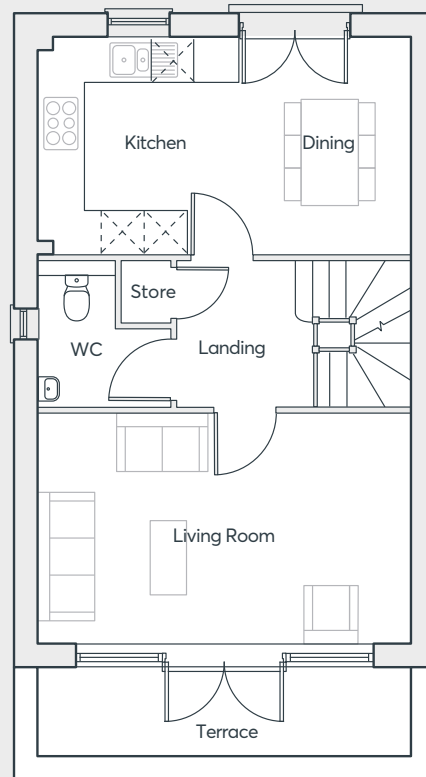 Kitchen
Dining
Store
WC
Landing
Living Room
Terrace